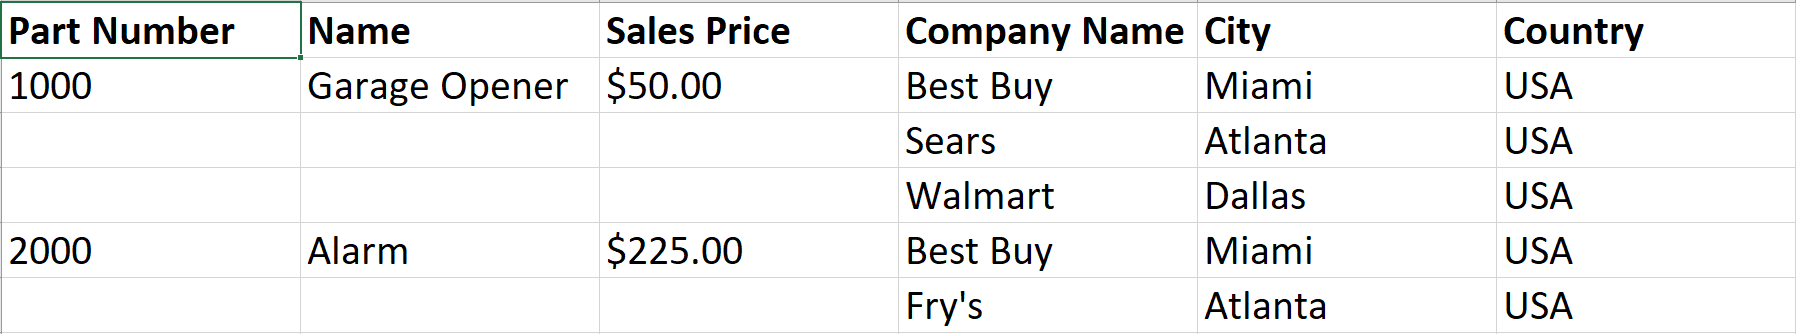 Part Number Name Sales Price Company Name City Country
1000 Garage Opener $50.00 Best Buy Miami USA
Sears Atlanta USA
Walmart Dallas USA
2000 Alarm $225.00 Best Buy Miami USA
Fry's Atlanta USA